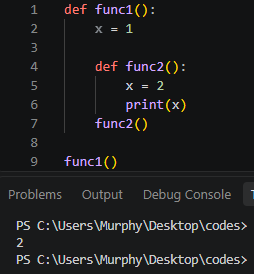 1 def func1():
2     x = 1
3
4     def func2():
5         x = 2
6         print(x)
7     func2()
8
9 func1()
Problems Output Debug Console
PS C:\Users\Murphy\Desktop\codes>
2
PS C:\Users\Murphy\Desktop\codes>